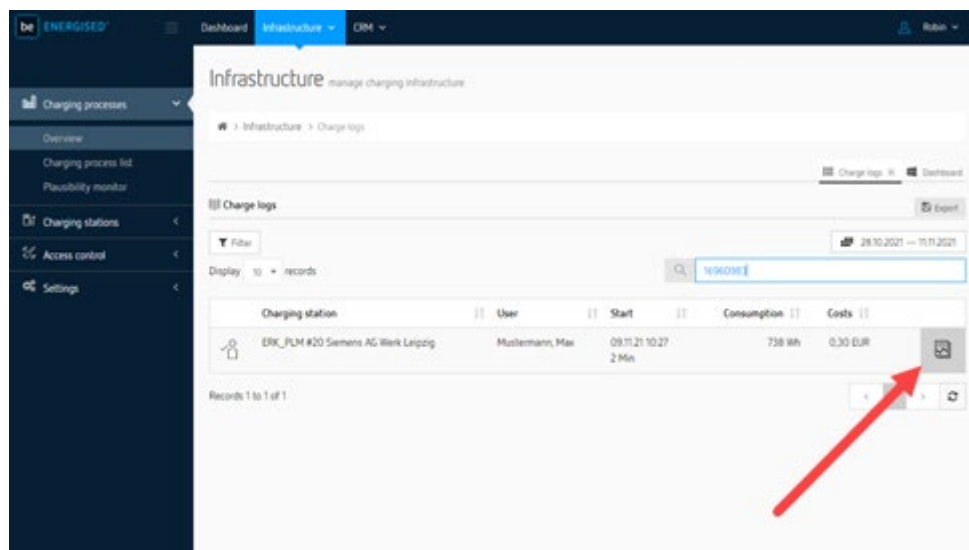 be ENERGISED
Dashboard Infrastructure CRM Robin
Infrastructure manage charging infrastructure
Charging processes
> Infrastructure > Charge logs
Overview
Charging process list
Plausibility monitor
Charge logs Dashboard
Charge logs Export
Charging stations
Filter 28.10.2021 — 11.11.2021
Access control
Display 10 records 16960983
Settings
Charging station User Start Consumption Costs
ERK_PLM #20 Siemens AG Werk Leipzig Mustermann, Max 09.11.21 10:27 738 Wh 0,30 EUR
2 Min
Records 1 to 1 of 1